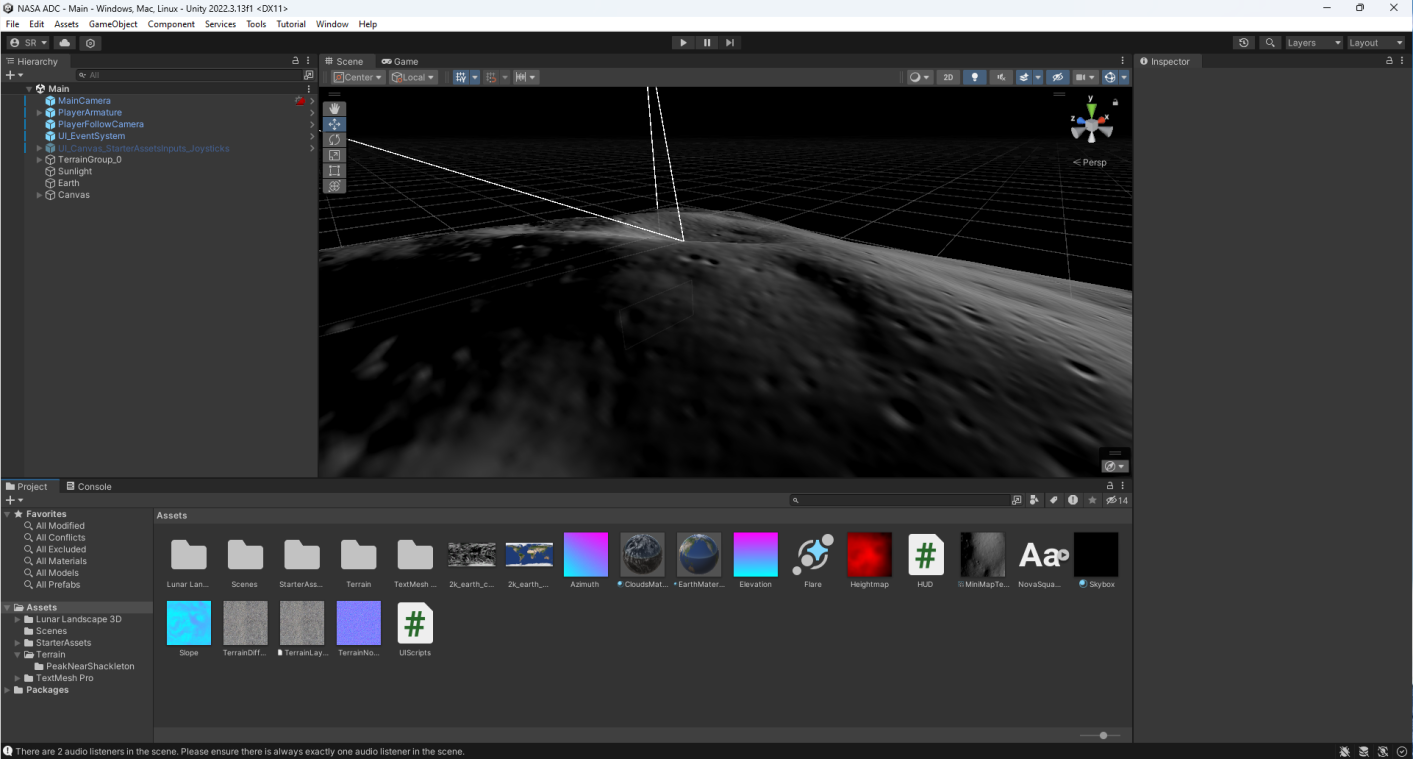 NASA ADC - Main - Windows, Mac, Linux - Unity 2022.3.13f1 <DX11>
File Edit Assets GameObject Component Services Tools Tutorial Window Help
SR Layers Layout
Hierarchy
All
Main
MainCamera
PlayerArmature
PlayerFollowCamera
UI_EventSystem
UI_Canvas_StarterAssetsInputs_Joysticks
TerrainGroup_0
Sunlight
Earth
Canvas
Scene Game
Center Local 2D
y
z x
< Persp
Inspector
Project Console
14
Favorites
All Modified
All Conflicts
All Excluded
All Materials
All Models
All Prefabs
Assets
Lunar Landscape 3D
Scenes
StarterAssets
Terrain
PeakNearShackleton
TextMesh Pro
Packages
Assets
Aa
Lunar Lan... Scenes StarterAss... Terrain TextMesh ... 2k_earth_c... 2k_earth_... Azimuth CloudsMat... EarthMater... Elevation Flare Heightmap HUD MiniMapTe... NovaSqua... Skybox
Slope TerrainDiff... TerrainLay... TerrainNo... UIScripts
There are 2 audio listeners in the scene. Please ensure there is always exactly one audio listener in the scene.